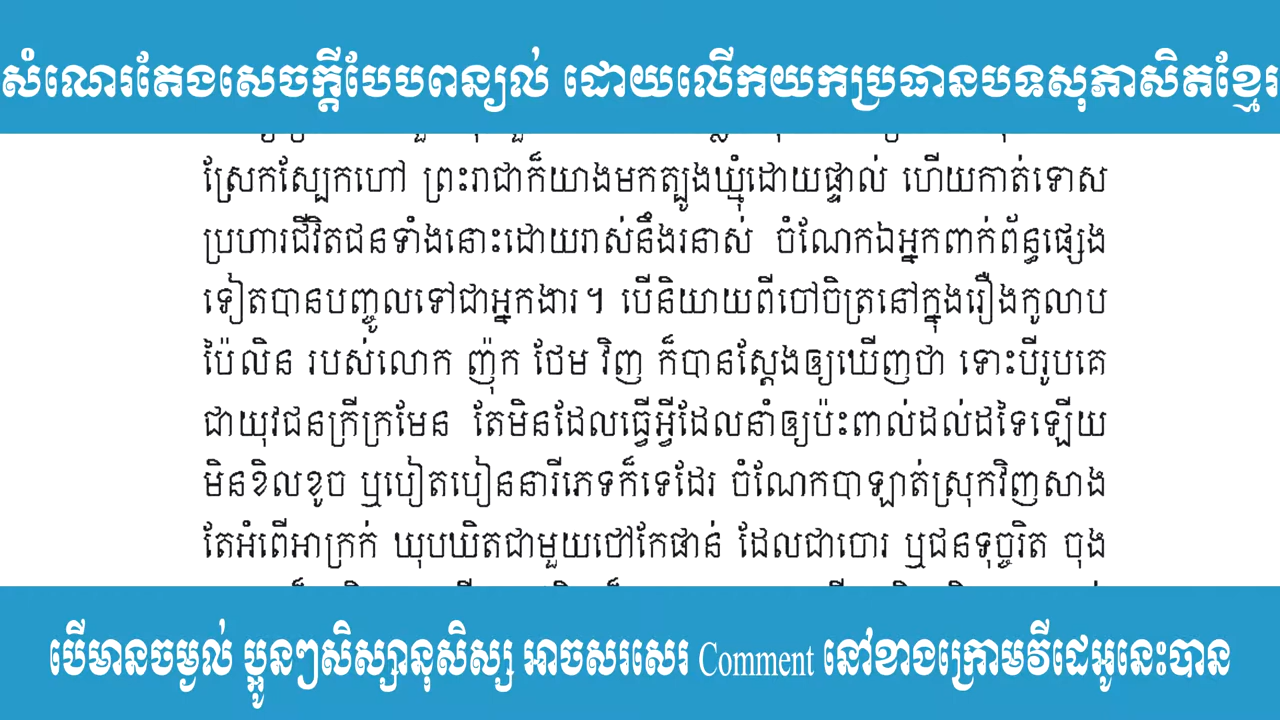 សំណេរតែងសេចក្ដីបែបពន្យល់ ដោយលើកយកប្រធានបទសុភាសិតខ្មែរ
ស្រែកស្បែកហៅ ព្រះរាជាក៏យាងមកត្បូងឃ្មុំដោយផ្ទាល់ ហើយកាត់ទោស
ប្រហារជីវិតជនទាំងនោះដោយរាស់នឹងរនាស់ ចំណែកឯអ្នកពាក់ព័ន្ធផ្សេង
ទៀតបានបញ្ចូលទៅជាអ្នកងារ។ បើនិយាយពីចៅចិត្រនៅក្នុងរឿងកូលាប
ប៉ៃលិន របស់លោក ញ៉ុក ថែម វិញ ក៏បានស្ដែងឲ្យឃើញថា ទោះបីរូបគេ
ជាយុវជនក្រីក្រមែន តែមិនដែលធ្វើអ្វីដែលនាំឲ្យប៉ះពាល់ដល់ដទៃឡើយ
មិនខិលខូច ឬបៀតបៀននារីភេទក៏ទេដែរ ចំណែកបាឡាត់ស្រុកវិញសាង
តែអំពើអាក្រក់ ឃុបឃិតជាមួយថៅកែផាន់ ដែលជាចោរ ឬជនទុច្ចរិត ចុង
បើមានចម្ងល់ ប្អូនៗសិស្សានុសិស្ស អាចសរសេរ Comment នៅខាងក្រោមវីដេអូនេះបាន